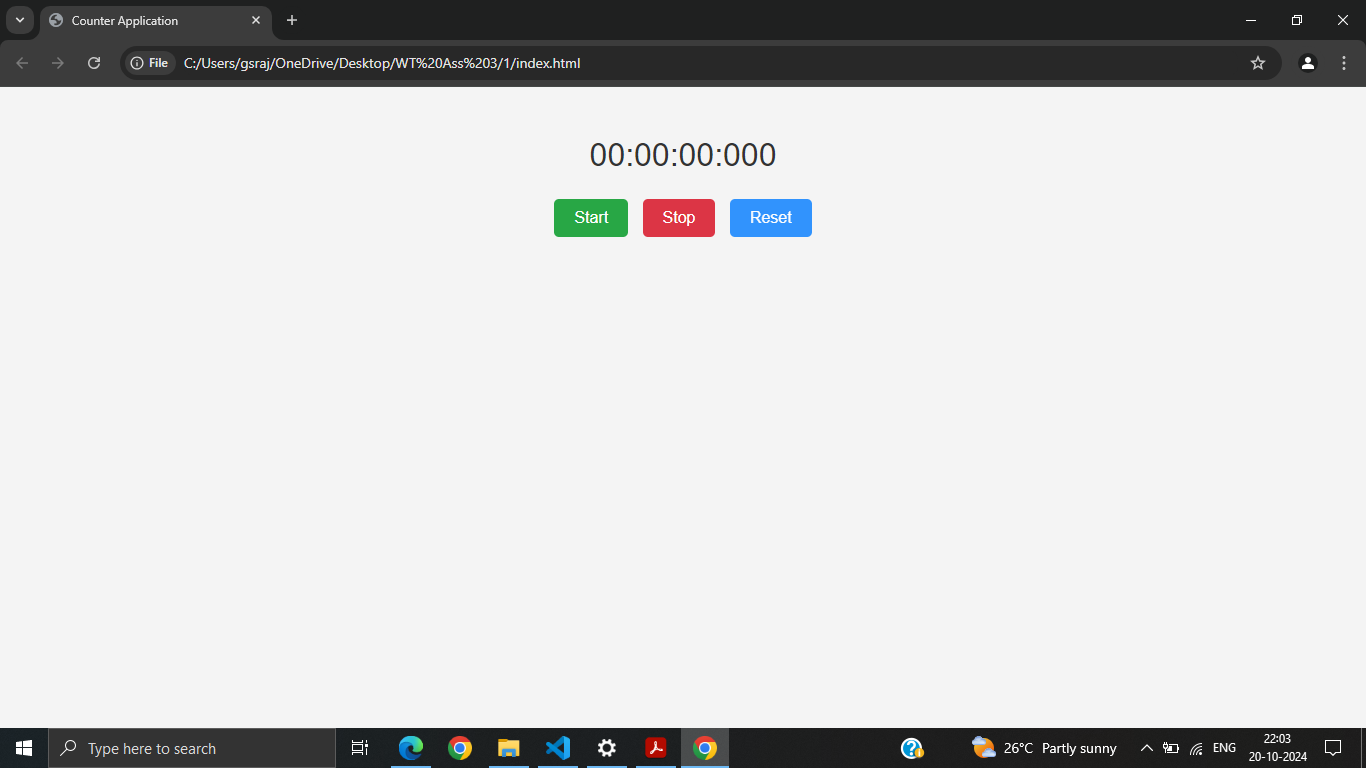 Counter Application
File
C:/Users/gsraj/OneDrive/Desktop/WT%20Ass%203/1/index.html
00:00:00:000
Start Stop Reset
Type here to search
26°C Partly sunny
ENG
22:03
20-10-2024